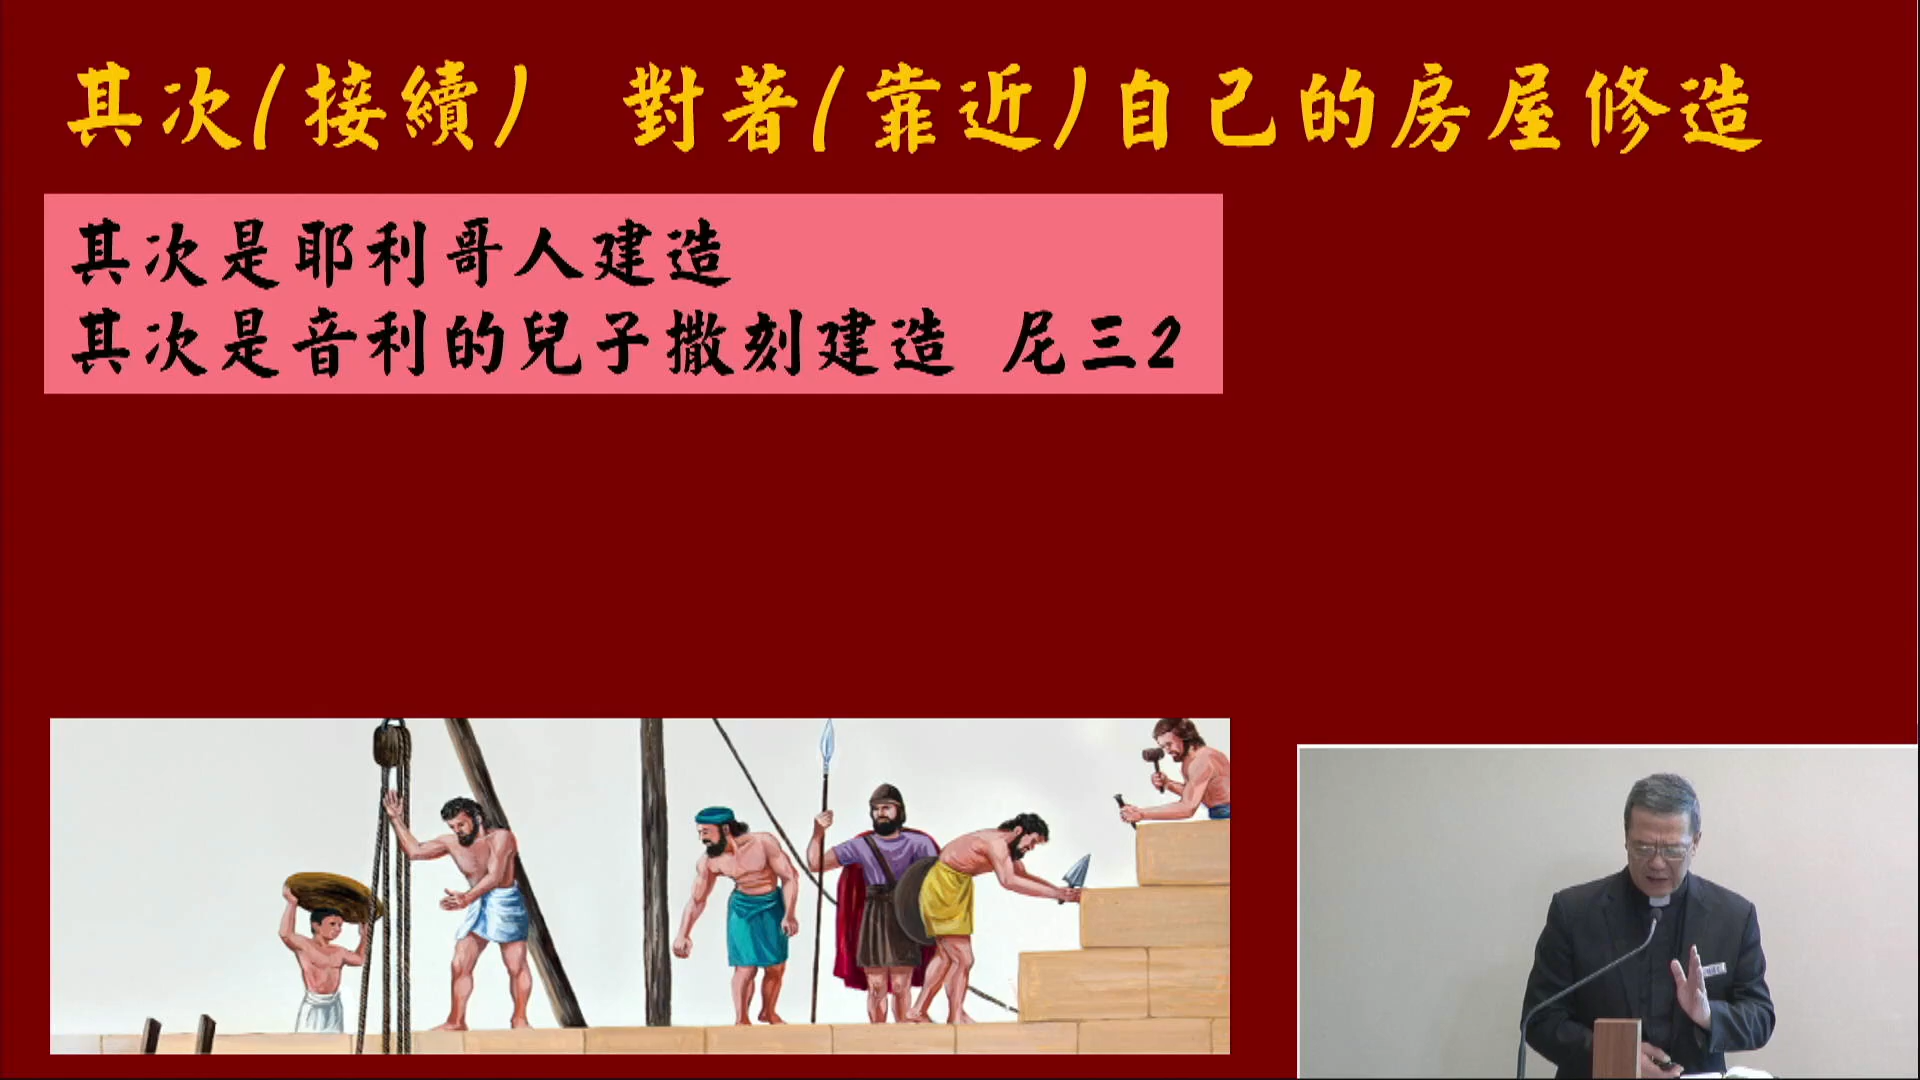 其次(接續) 對著(靠近)自己的房屋修造
其次是耶利哥人建造
其次是音利的兒子撒刻建造 尼三2